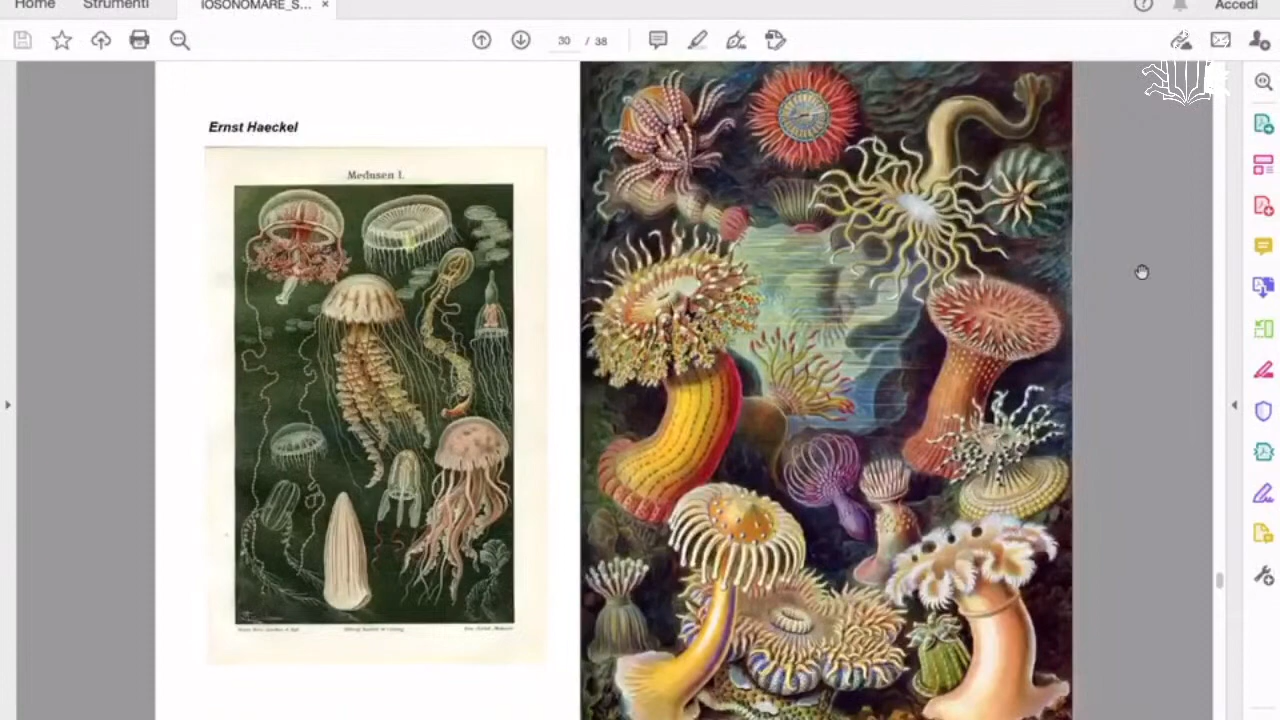 Home Strumenti IOSONOMARE_S... × Accedi
30 / 38
Ernst Haeckel
Medusen I.